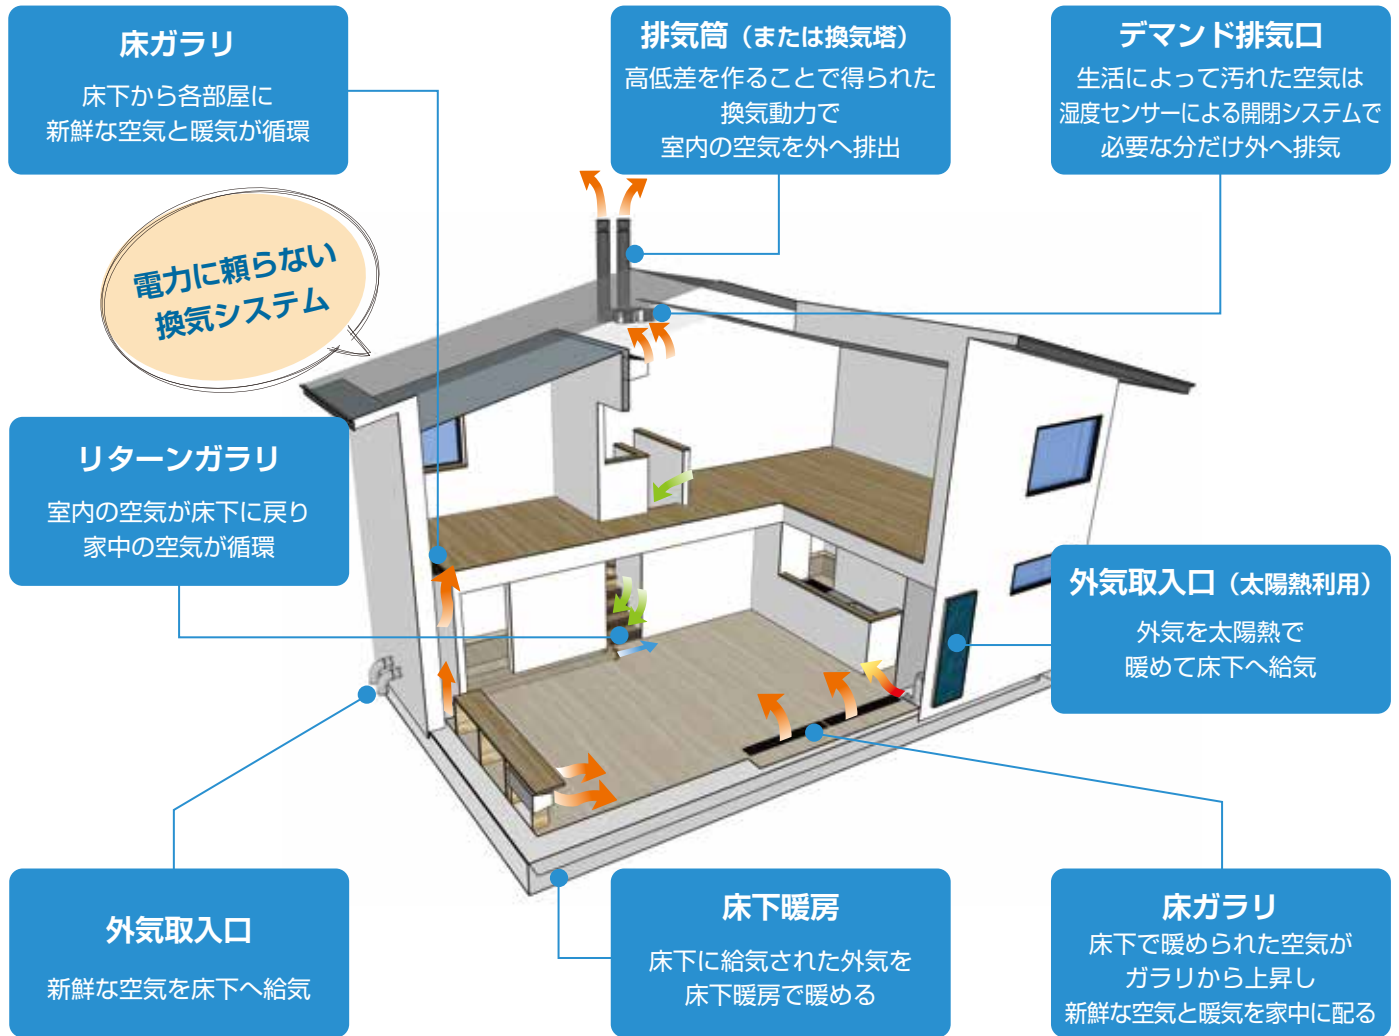 床ガラリ
床下から各部屋に
新鮮な空気と暖気が循環
排気筒（または換気塔）
高低差を作ることで得られた
換気動力で
室内の空気を外へ排出
デマンド排気口
生活によって汚れた空気は
湿度センサーによる開閉システムで
必要な分だけ外へ排気
電力に頼らない
換気システム
リターンガラリ
室内の空気が床下に戻り
家中の空気が循環
外気取入口（太陽熱利用）
外気を太陽熱で
暖めて床下へ給気
外気取入口
新鮮な空気を床下へ給気
床下暖房
床下に給気された外気を
床下暖房で暖める
床ガラリ
床下で暖められた空気が
ガラリから上昇し
新鮮な空気と暖気を家中に配る